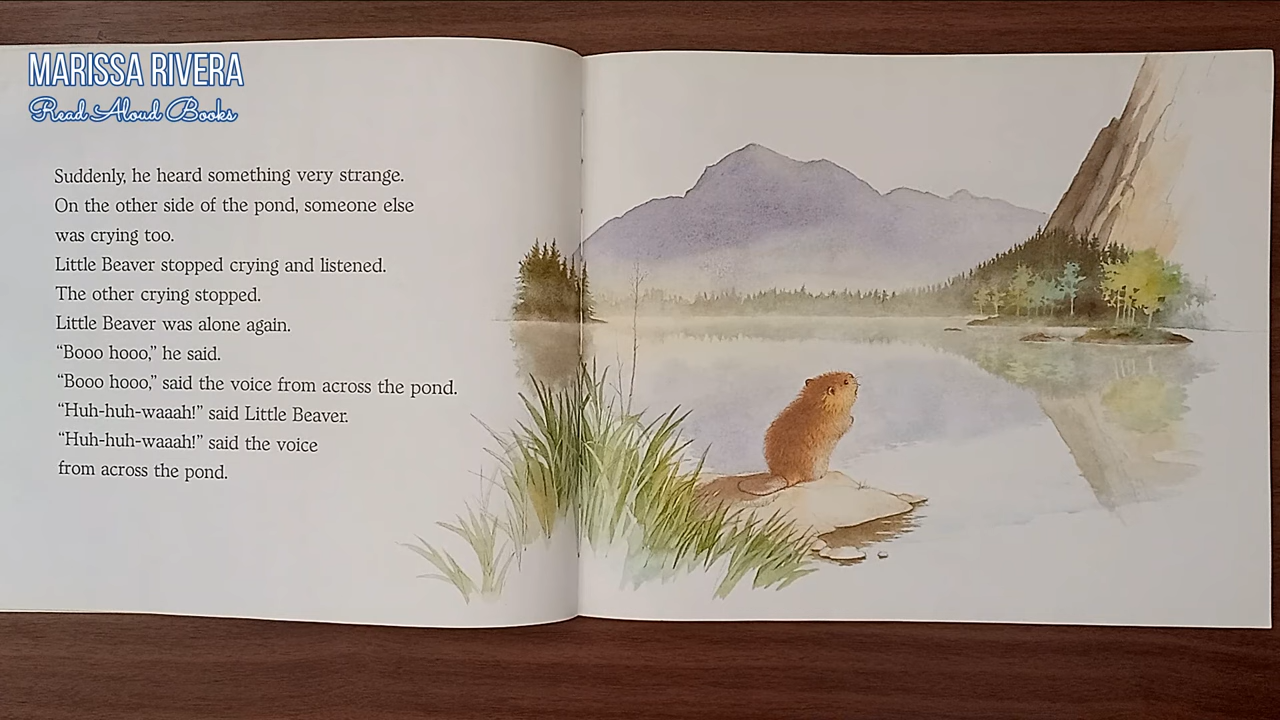 MARISSA RIVERA
Read Aloud Books
Suddenly, he heard something very strange.
On the other side of the pond, someone else
was crying too.
Little Beaver stopped crying and listened.
The other crying stopped.
Little Beaver was alone again.
“Booo hooo,” he said.
“Booo hooo,” said the voice from across the pond.
“Huh-huh-waaah!” said Little Beaver.
“Huh-huh-waaah!” said the voice
from across the pond.